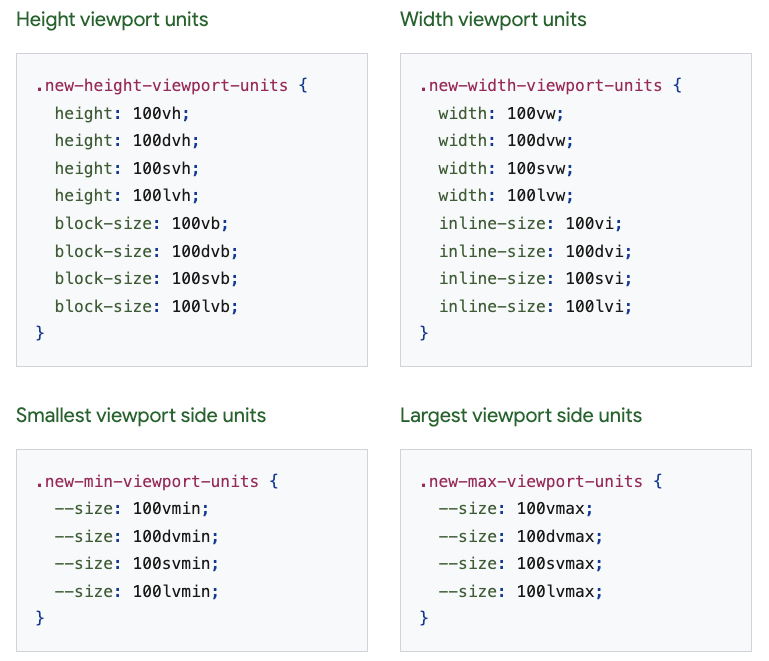 Height viewport units
.new-height-viewport-units {
  height: 100vh;
  height: 100dvh;
  height: 100svh;
  height: 100lvh;
  block-size: 100vb;
  block-size: 100dvb;
  block-size: 100svb;
  block-size: 100lvb;
}
Width viewport units
.new-width-viewport-units {
  width: 100vw;
  width: 100dvw;
  width: 100svw;
  width: 100lvw;
  inline-size: 100vi;
  inline-size: 100dvi;
  inline-size: 100svi;
  inline-size: 100lvi;
}
Smallest viewport side units
.new-min-viewport-units {
  --size: 100vmin;
  --size: 100dvmin;
  --size: 100svmin;
  --size: 100lvmin;
}
Largest viewport side units
.new-max-viewport-units {
  --size: 100vmax;
  --size: 100dvmax;
  --size: 100svmax;
  --size: 100lvmax;
}